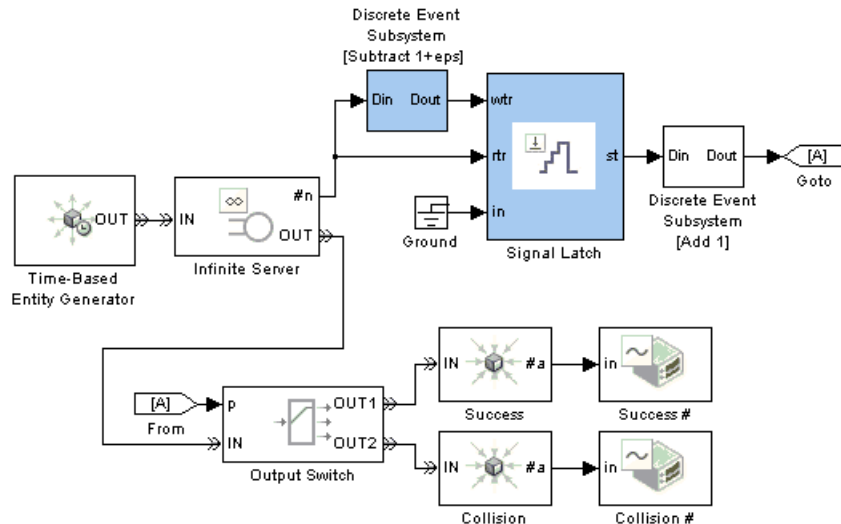 Discrete Event
Subsystem
[Subtract 1+eps]
Din Dout
wtr
rtr
in
st
Signal Latch
Din Dout
Discrete Event
Subsystem
[Add 1]
[A]
Goto
OUT
Time-Based
Entity Generator
IN
#n
OUT
Infinite Server
Ground
[A]
From
p
IN
OUT1
OUT2
Output Switch
IN #a
Success
in
Success #
IN #a
Collision
in
Collision #